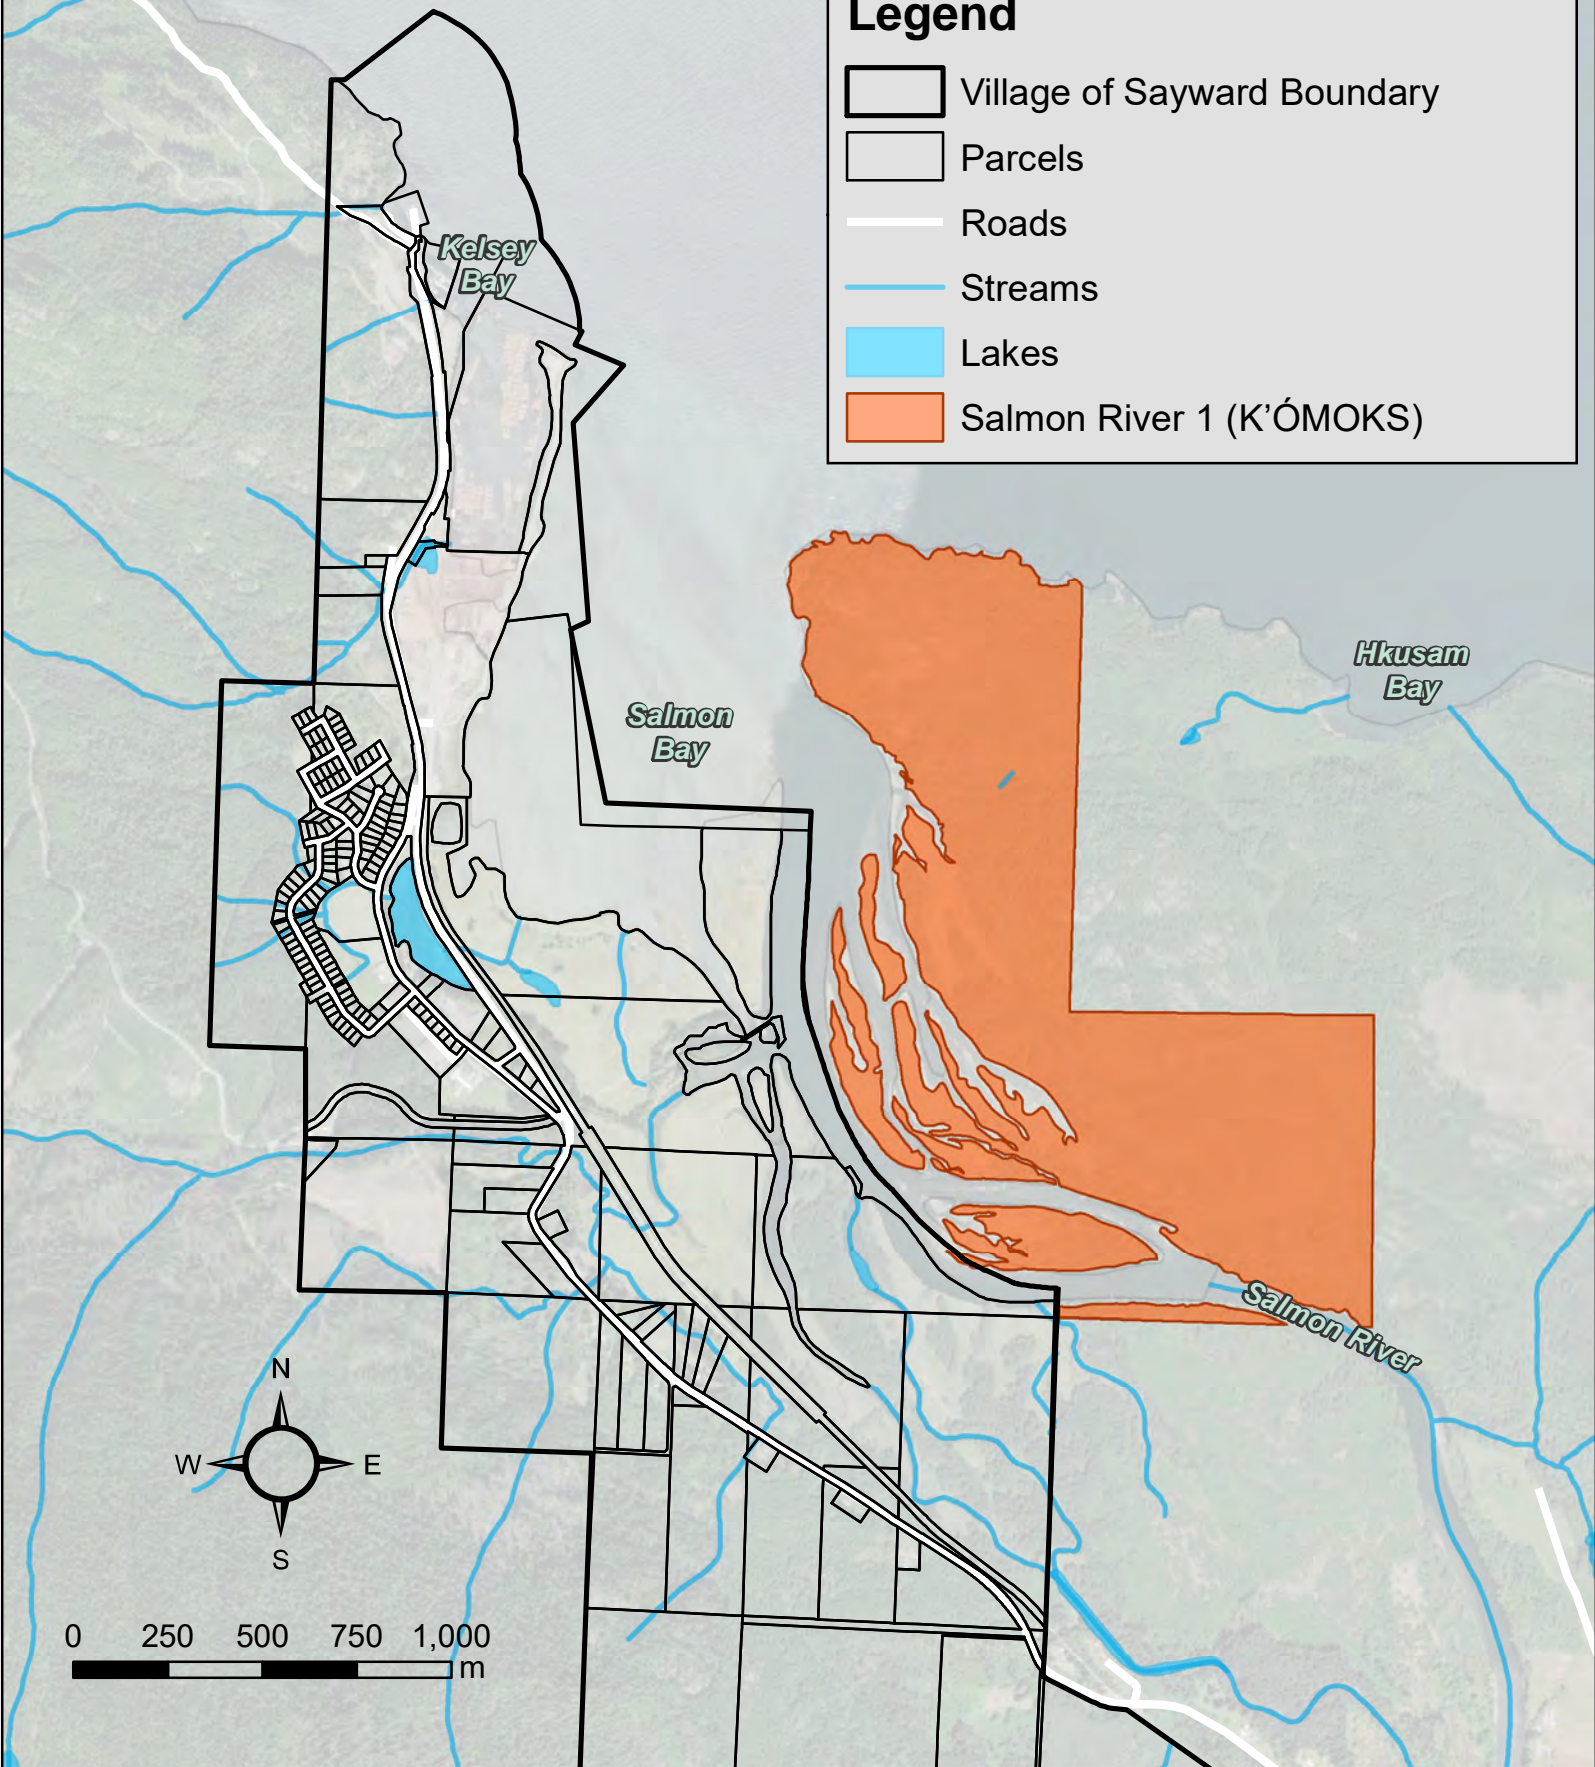 Legend
Village of Sayward Boundary
Parcels
Roads
Streams
Lakes
Salmon River 1 (K’ÓMOKS)
Kelsey
Bay
Salmon
Bay
Hkusam
Bay
Salmon River
N
W
E
S
0 250 500 750 1,000
m